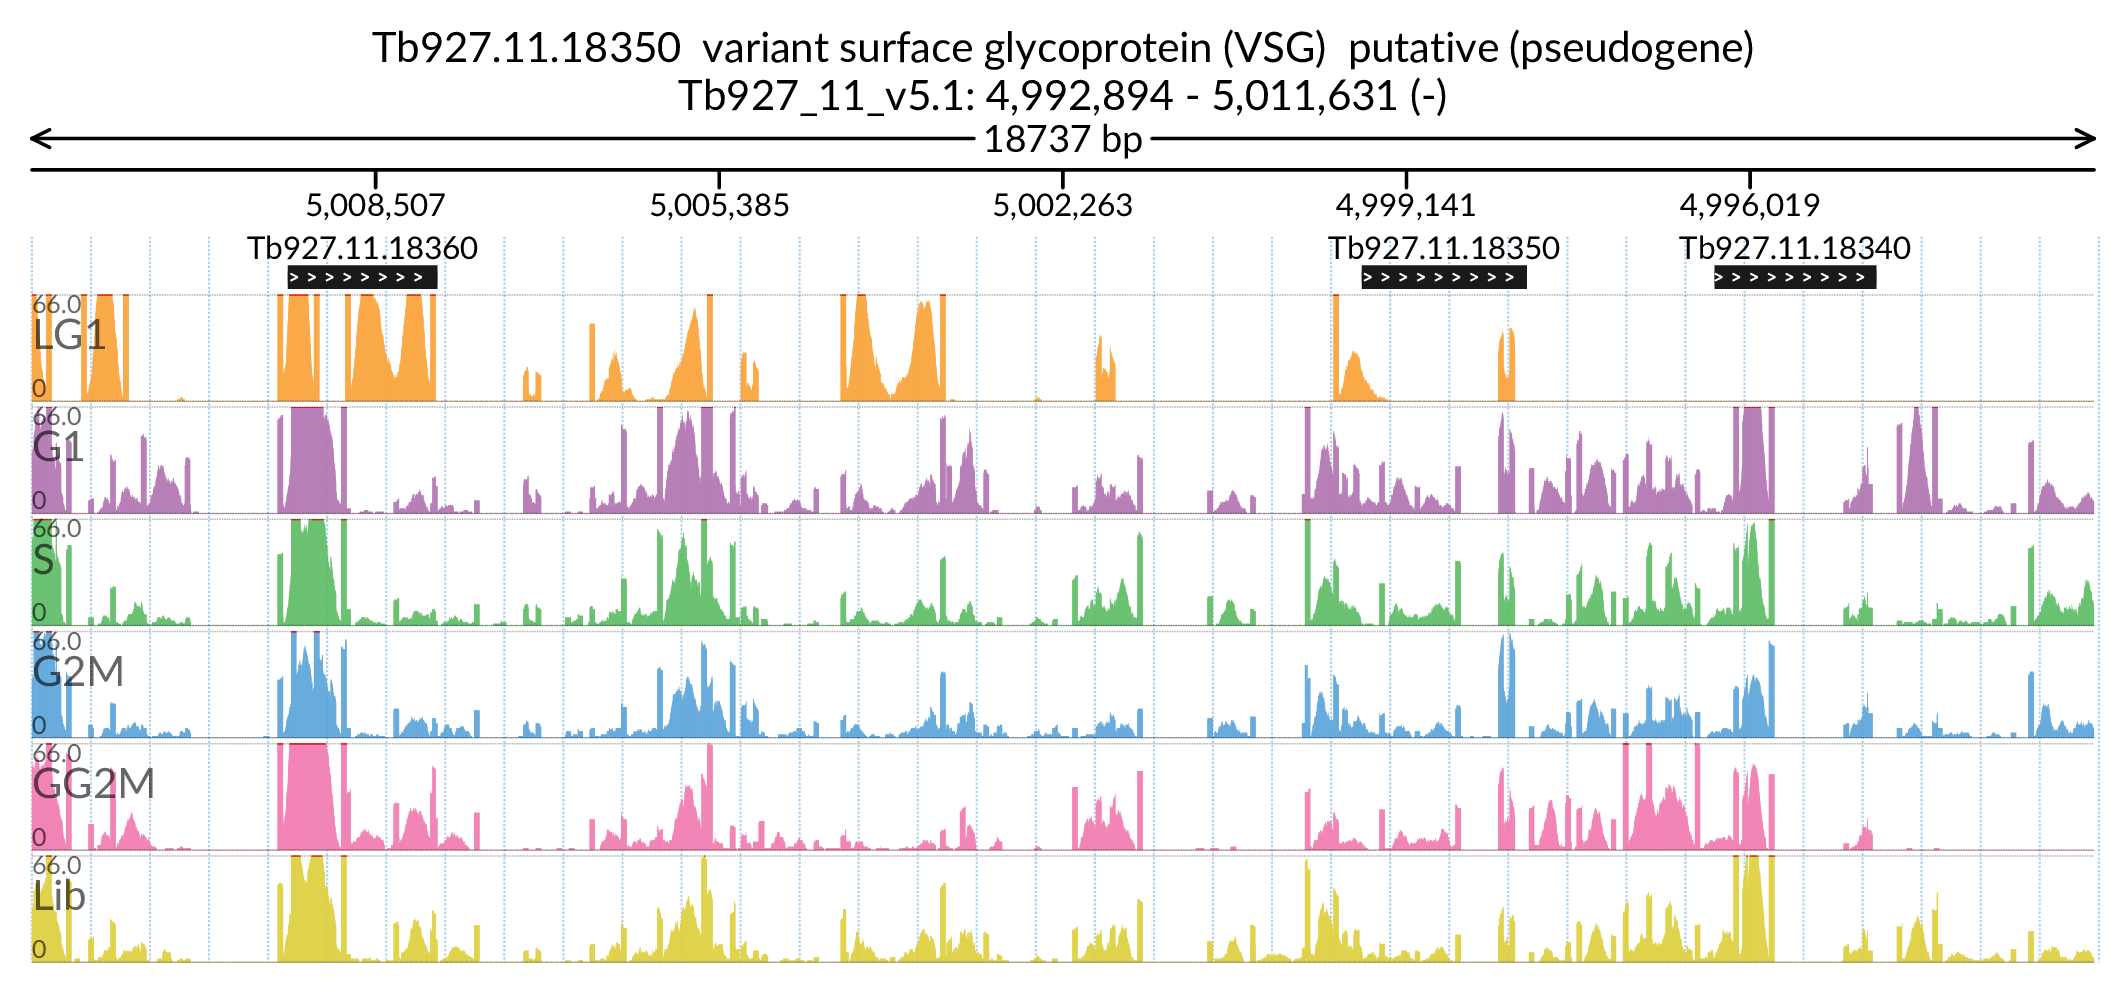 Tb927.11.18350 variant surface glycoprotein (VSG) putative (pseudogene)
Tb927_11_v5.1: 4,992,894 - 5,011,631 (-)
18737 bp
5,008,507 5,005,385 5,002,263 4,999,141 4,996,019
Tb927.11.18360 Tb927.11.18350 Tb927.11.18340
66.0
LG1
0
66.0
G1
0
66.0
S
0
66.0
G2M
0
66.0
GG2M
0
66.0
Lib
0